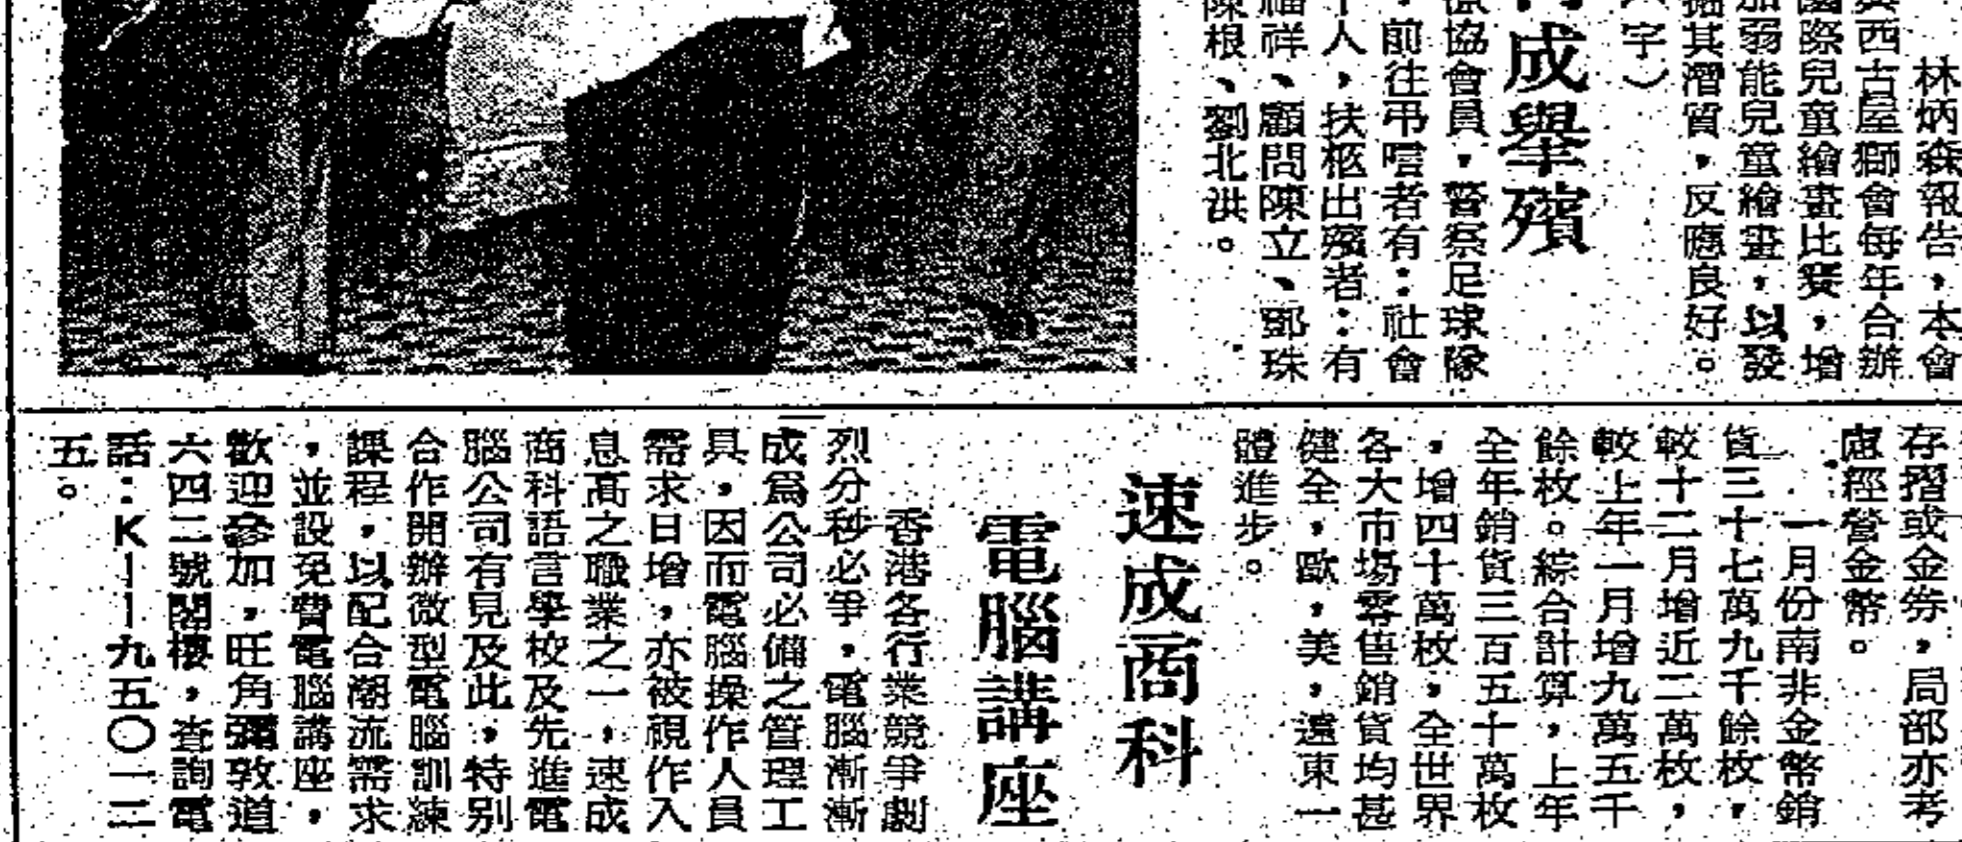 林炳森報告，本會
與西古屋獅會每年合辦
國際兒童繪畫比賽，增
加弱能兒童繪畫，以發
掘其潛質，反應良好。
字）
成舉殯
協會員，警察足球隊
，前往弔唁者有：社會
人，扶柩出殯者：有
福祥、顧問陳立、鄧珠
陳根、劉北洪。
存摺或金券，局部亦考
慮經營金幣。
一月份南非金幣銷
貨三十七萬九千餘枚，
較十二月增近二萬枚，
較上年一月增九萬五千
餘枚。綜合計算，上年
全年銷貨三百五十萬枚
，增四十萬枚，全世界
各大市場零售銷貨均甚
健全，歐，美，遠東一
體進步。
速成商科
電腦講座
香港各行業競爭劇
烈分秒必爭，電腦漸漸
成為公司必備之管理工
具，因而電腦操作人員
需求日增，亦被視作入
息高之職業之一，速成
商科語言學校及先進電
腦公司有見及此，特别
合作開辦微型電腦訓練
課程，以配合潮流需求
，並設免費電腦講座，
歡迎參加，旺角彌敦道
六四二號閣樓，查詢電
話：K｜｜九五〇一二
五。